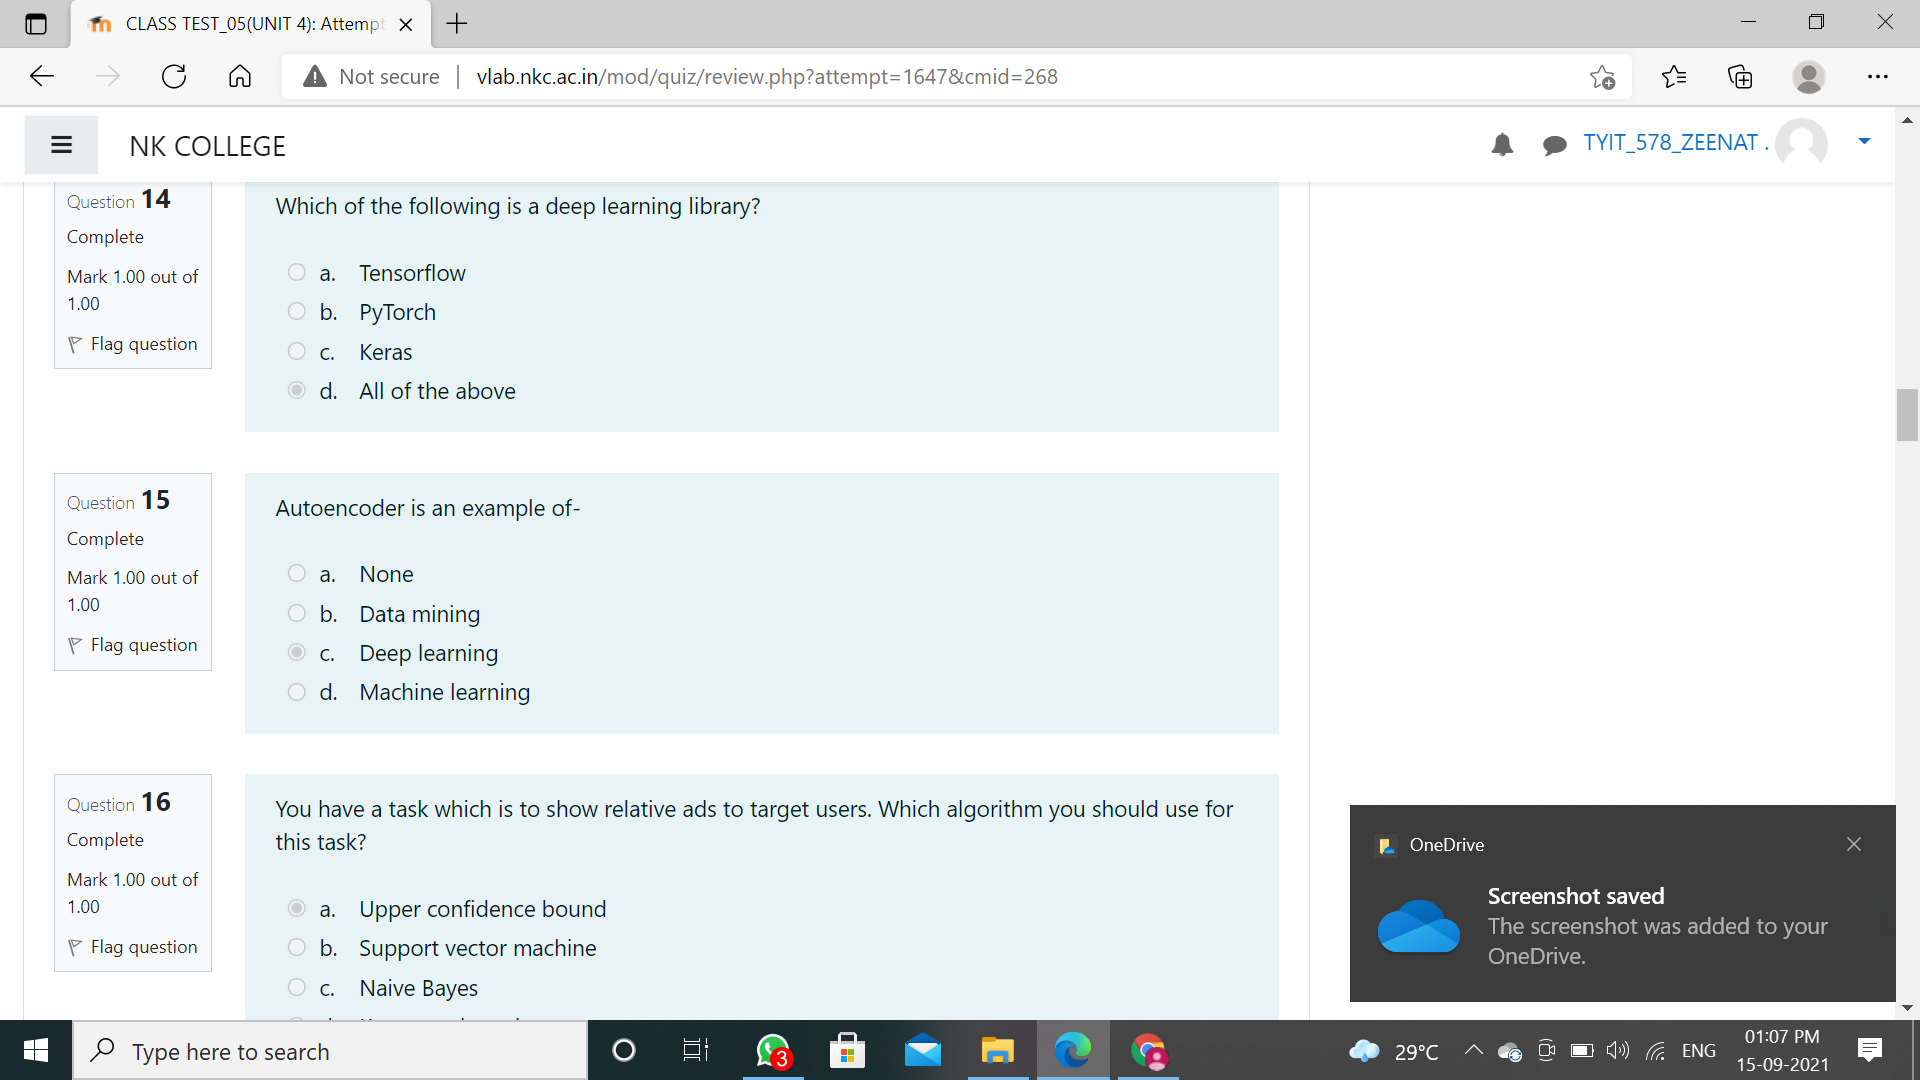 CLASS TEST_05(UNIT 4): Attempt
Not secure
vlab.nkc.ac.in/mod/quiz/review.php?attempt=1647&cmid=268
NK COLLEGE
TYIT_578_ZEENAT .
Question 14
Complete
Mark 1.00 out of
1.00
Flag question
Which of the following is a deep learning library?
a. Tensorflow
b. PyTorch
c. Keras
d. All of the above
Question 15
Complete
Mark 1.00 out of
1.00
Flag question
Autoencoder is an example of-
a. None
b. Data mining
c. Deep learning
d. Machine learning
Question 16
Complete
Mark 1.00 out of
1.00
Flag question
You have a task which is to show relative ads to target users. Which algorithm you should use for
this task?
a. Upper confidence bound
b. Support vector machine
c. Naive Bayes
OneDrive
Screenshot saved
The screenshot was added to your
OneDrive.
Type here to search
3
29°C
ENG
01:07 PM
15-09-2021